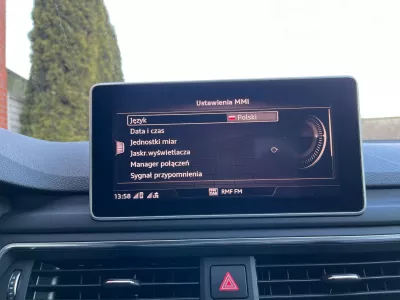 Ustawienia MMI
Język Polski
Data i czas
Jednostki miar
Jaskr.wyświetlacza
Manager połączeń
Sygnał przypomnienia
13:58 RMF FM